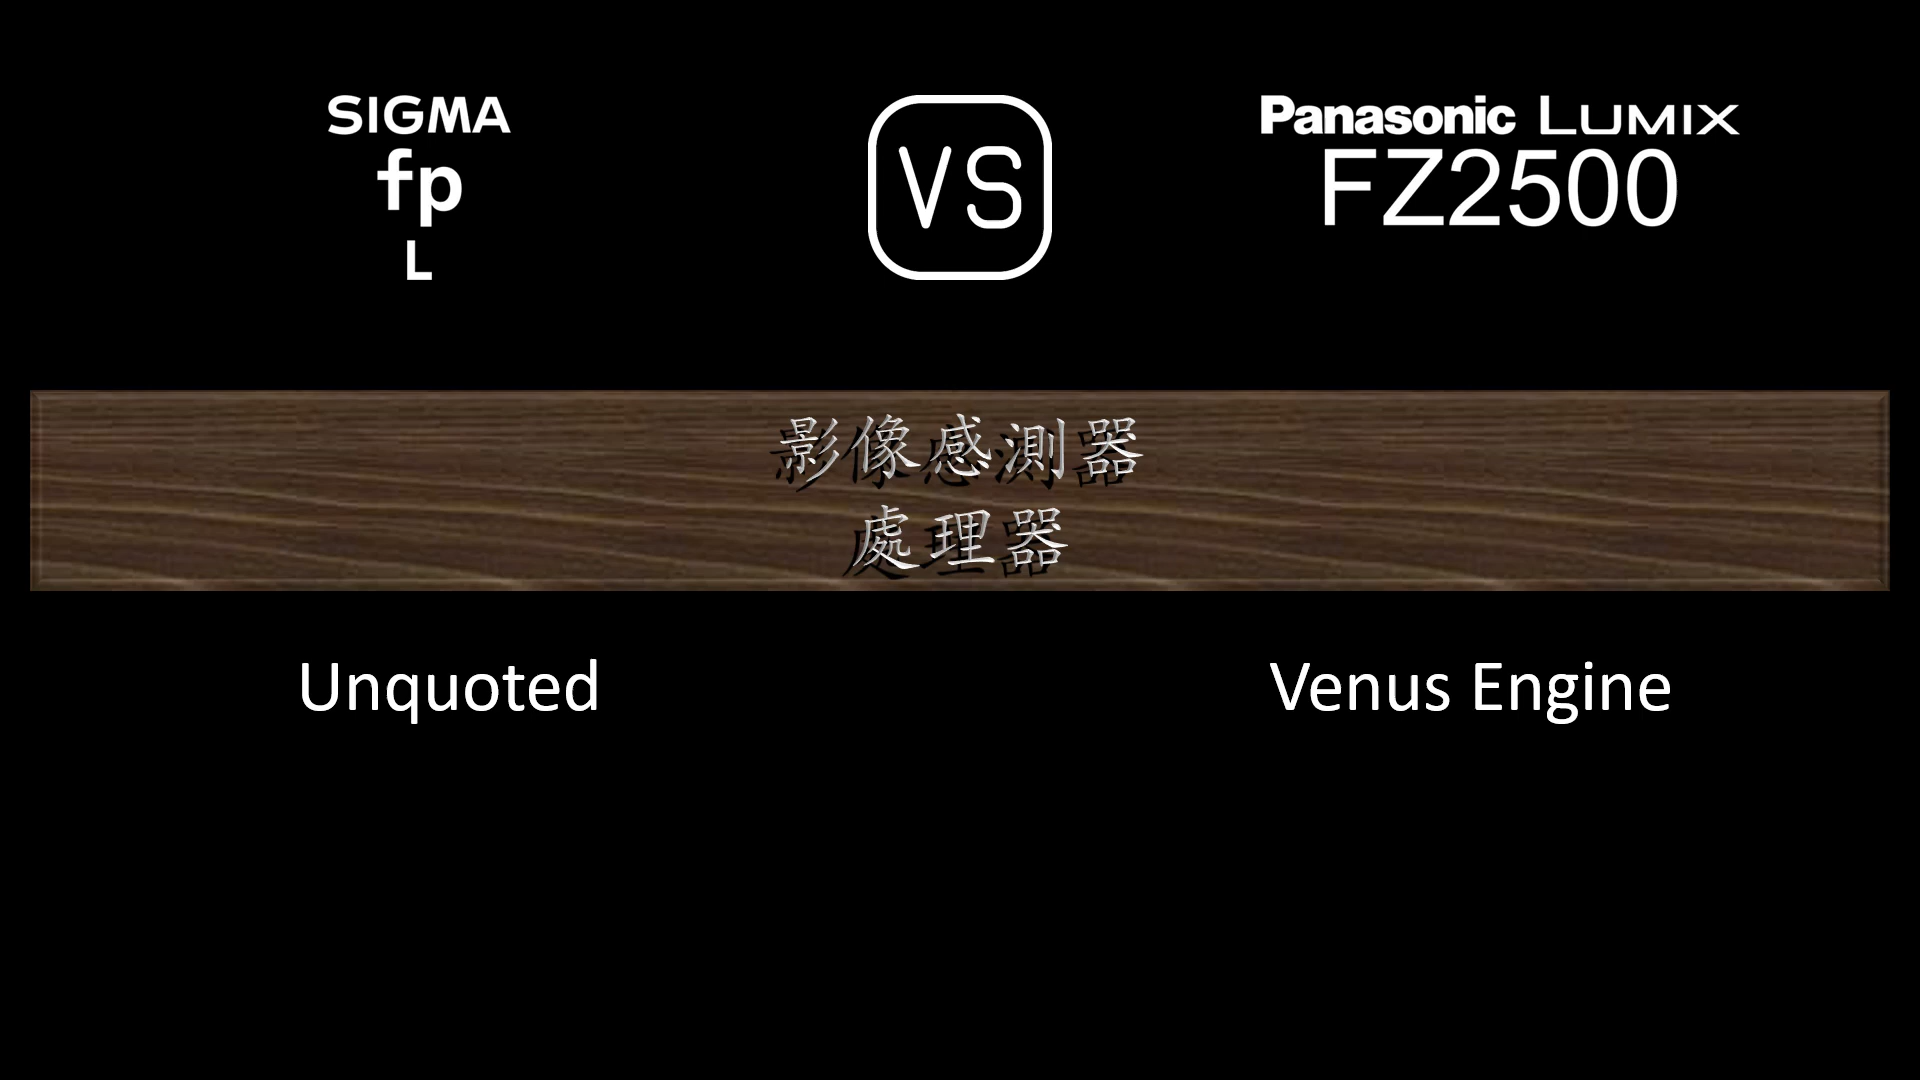 SIGMA
fp
L
VS
Panasonic LUMIX
FZ2500
影像感測器
處理器
Unquoted
Venus Engine